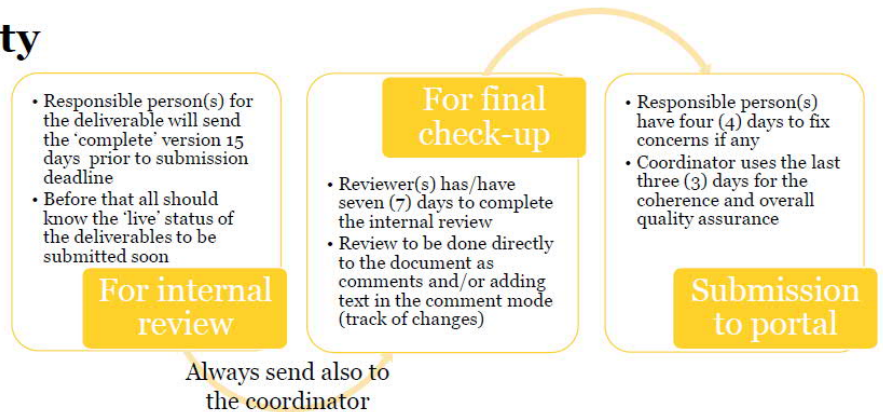 ty
• Responsible person(s) for
the deliverable will send
the ‘complete’ version 15
days prior to submission
deadline
• Before that all should
know the ‘live’ status of
the deliverables to be
submitted soon
For internal
review
Always send also to
the coordinator
For final
check-up
• Reviewer(s) has/have
seven (7) days to complete
the internal review
• Review to be done directly
to the document as
comments and/or adding
text in the comment mode
(track of changes)
• Responsible person(s)
have four (4) days to fix
concerns if any
• Coordinator uses the last
three (3) days for the
coherence and overall
quality assurance
Submission
to portal